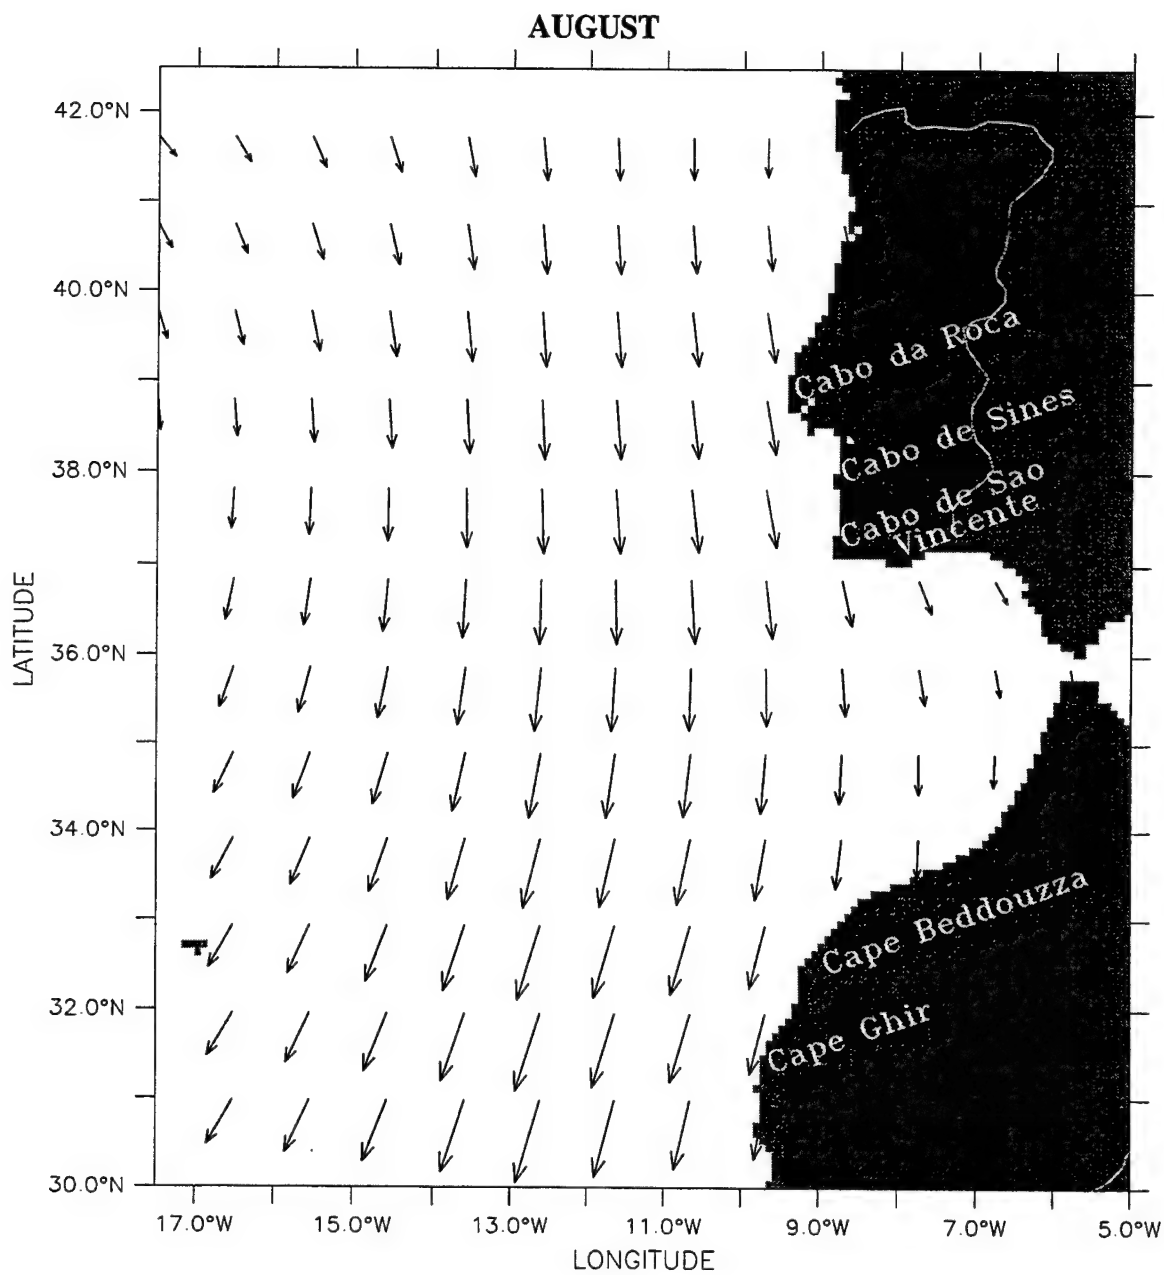 AUGUST
42.0°N
40.0°N
38.0°N
36.0°N
34.0°N
32.0°N
30.0°N
LATITUDE
Cabo da Roca
Cabo de Sines
Cabo de Sao
Vincente
Cape Beddouzza
Cape Ghir
17.0°W 15.0°W 13.0°W 11.0°W 9.0°W 7.0°W 5.0°W
LONGITUDE